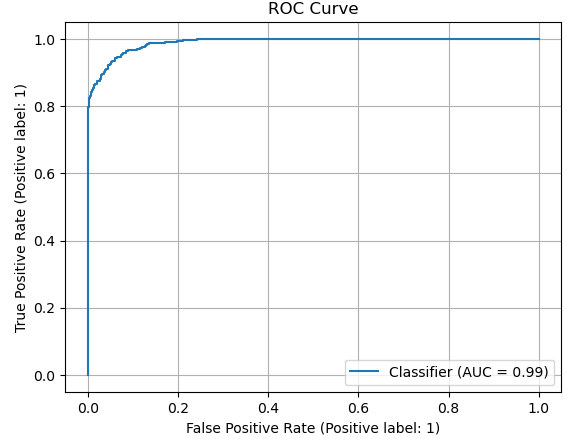 ROC Curve
1.0
0.8
0.6
0.4
0.2
0.0
True Positive Rate (Positive label: 1)
Classifier (AUC = 0.99)
0.0 0.2 0.4 0.6 0.8 1.0
False Positive Rate (Positive label: 1)